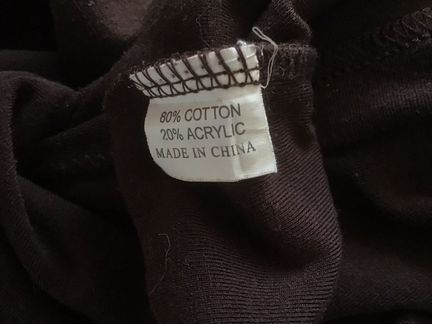 80% COTTON
20% ACRYLIC
MADE IN CHINA